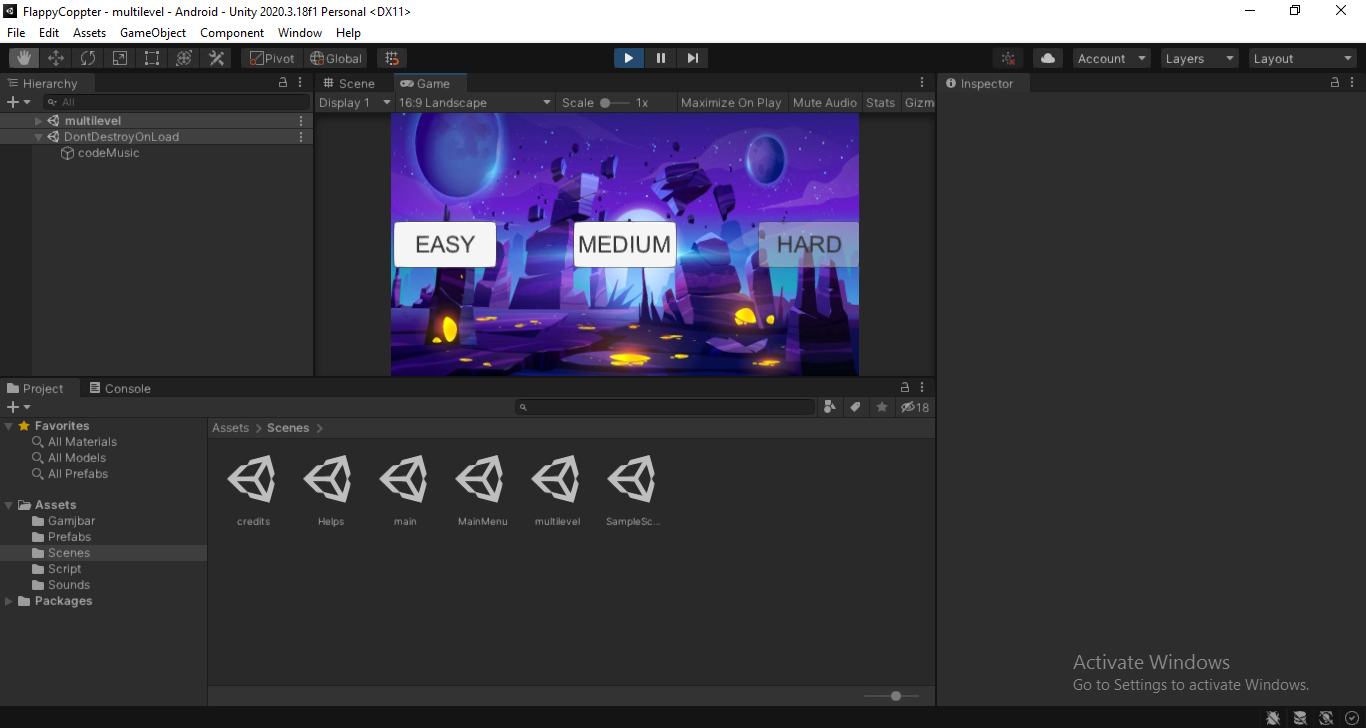 FlappyCoppter - multilevel - Android - Unity 2020.3.18f1 Personal <DX11>
File Edit Assets GameObject Component Window Help
Pivot Global Account Layers Layout
Hierarchy Scene Game Inspector
All Display 1 16:9 Landscape Scale 1x Maximize On Play Mute Audio Stats Gizm
multilevel
DontDestroyOnLoad
codeMusic
EASY MEDIUM HARD
Project Console
18
Favorites
All Materials
All Models
All Prefabs
Assets
Gamjbar
Prefabs
Scenes
Script
Sounds
Packages
Assets > Scenes >
credits Helps main MainMenu multilevel SampleSc...
Activate Windows
Go to Settings to activate Windows.